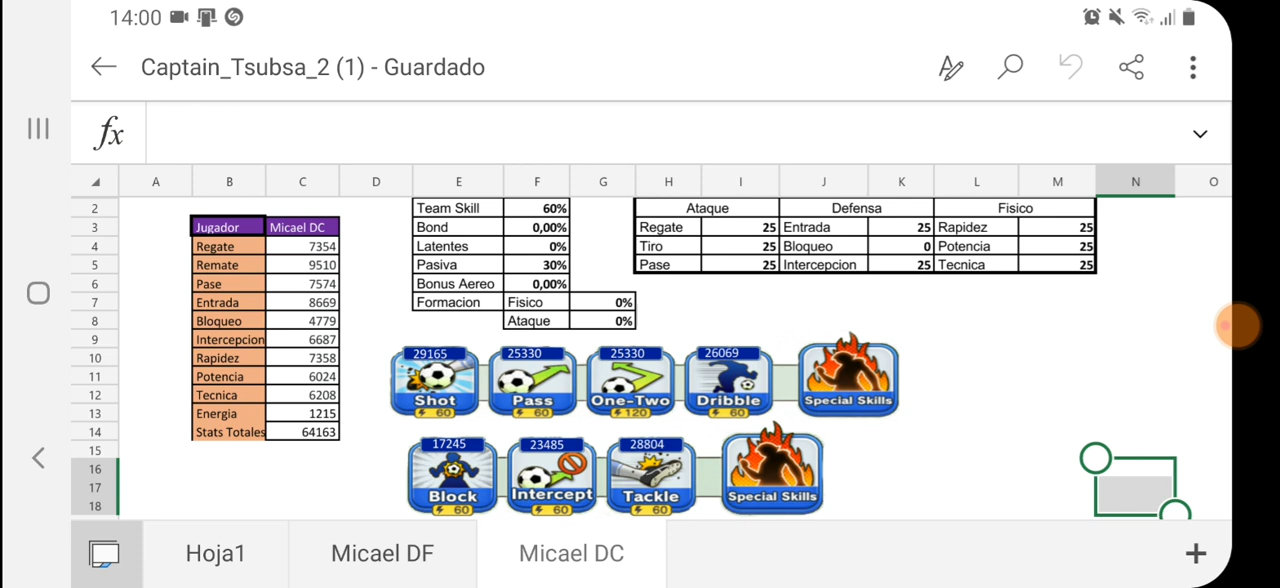 14:00
Captain_Tsubsa_2 (1) - Guardado
fx
A B C D E F G H I J K L M N O
2 Team Skill 60% Ataque Defensa Fisico
3 Jugador Micael DC Bond 0,00% Regate 25 Entrada 25 Rapidez 25
4 Regate 7354 Latentes 0% Tiro 25 Bloqueo 0 Potencia 25
5 Remate 9510 Pasiva 30% Pase 25 Intercepcion 25 Tecnica 25
6 Pase 7574 Bonus Aereo 0,00%
7 Entrada 8669 Formacion Fisico 0%
8 Bloqueo 4779 Ataque 0%
9 Intercepcion 6687
10 Rapidez 7358 29165 25330 25330 26069
11 Potencia 6024
12 Tecnica 6208 Shot Pass One-Two Dribble Special Skills
13 Energia 1215 60 60 120 60
14 Stats Totales 64163
15 17245 23485 28804
16
17 Block Intercept Tackle Special Skills
18 60 60 60
Hoja1 Micael DF Micael DC +